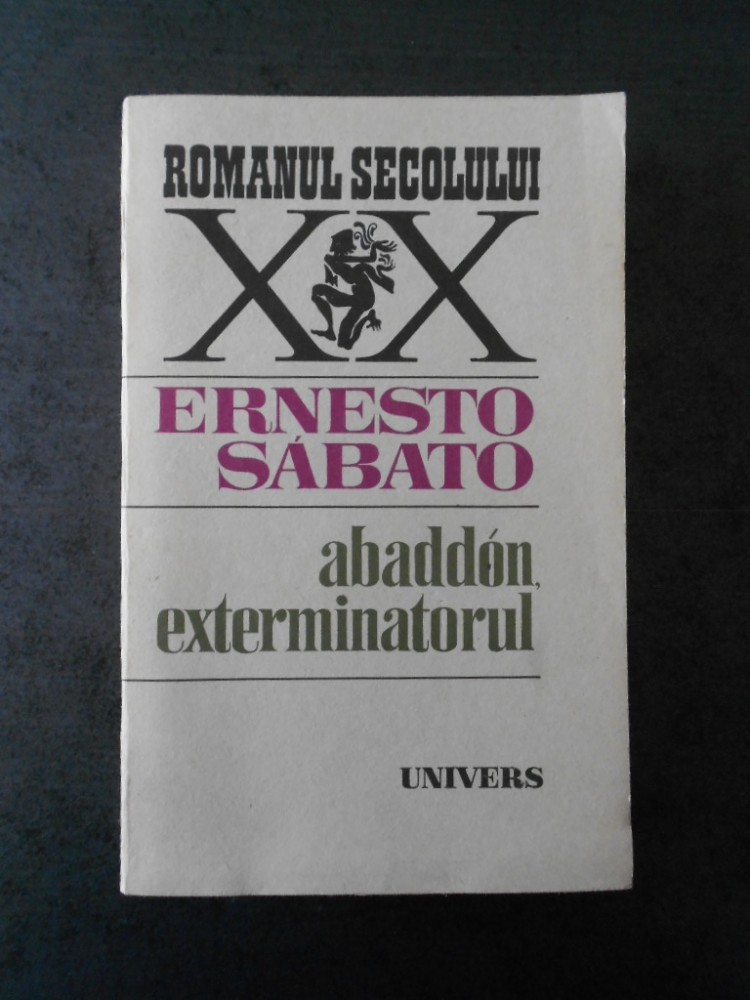 ROMANUL SECOLULUI
XX
ERNESTO
SÁBATO
abaddón,
exterminatorul
UNIVERS